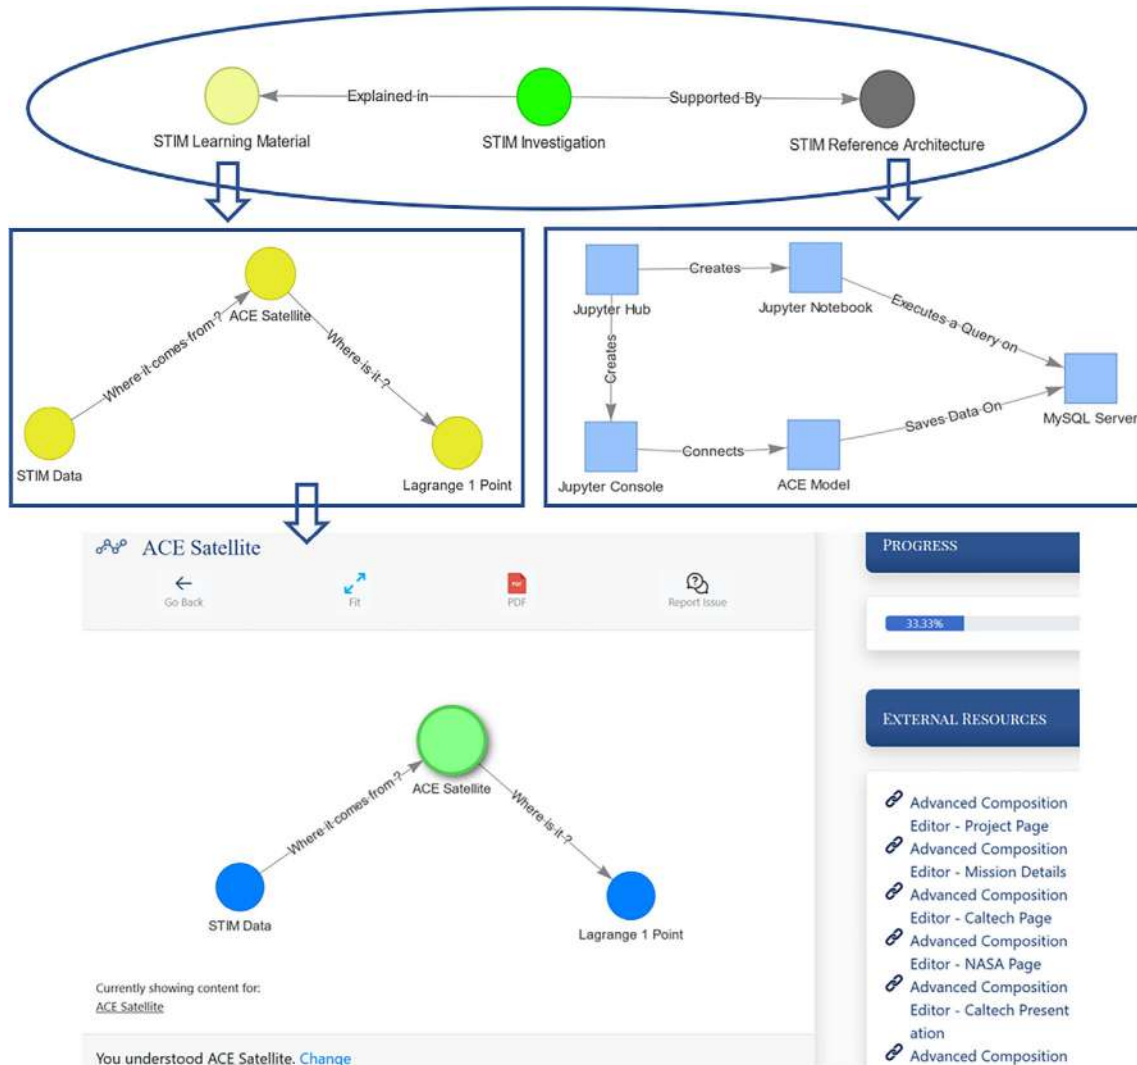 Explained in
Supported By
STIM Learning Material
STIM Investigation
STIM Reference Architecture
ACE Satellite
Where it comes from ?
Where is it ?
STIM Data
Lagrange 1 Point
Jupyter Hub
Creates
Jupyter Notebook
Executes a Query on
Creates
MySQL Server
Saves Data On
Jupyter Console
Connects
ACE Model
ACE Satellite
Go Back
Fit
PDF
PDF
Report Issue
ACE Satellite
Where it comes from ?
Where is it ?
STIM Data
Lagrange 1 Point
Currently showing content for:
ACE Satellite
You understood ACE Satellite. Change
PROGRESS
33.33%
EXTERNAL RESOURCES
Advanced Composition
Editor - Project Page
Advanced Composition
Editor - Mission Details
Advanced Composition
Editor - Caltech Page
Advanced Composition
Editor - NASA Page
Advanced Composition
Editor - Caltech Present
ation
Advanced Composition